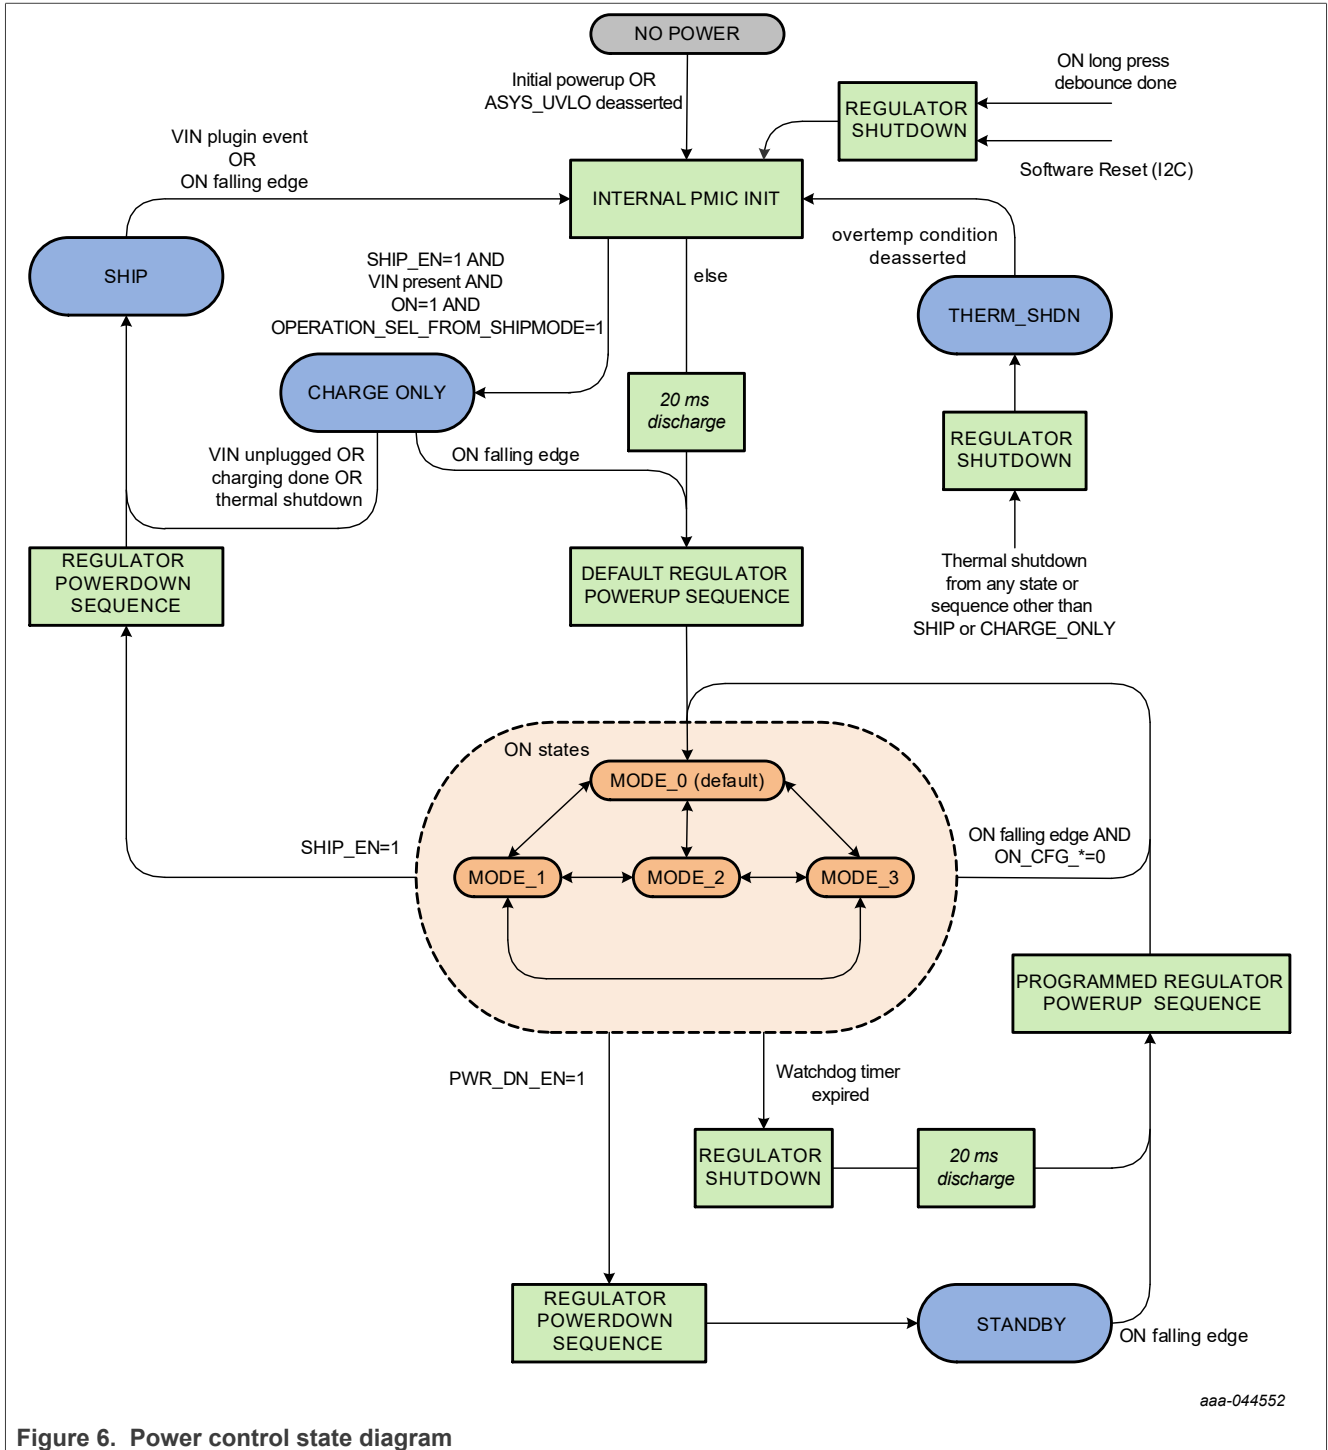 NO POWER
Initial powerup OR
ASYS_UVLO deasserted
ON long press
debounce done
REGULATOR
SHUTDOWN
Software Reset (I2C)
VIN plugin event
OR
ON falling edge
INTERNAL PMIC INIT
SHIP
SHIP_EN=1 AND
VIN present AND
ON=1 AND
OPERATION_SEL_FROM_SHIPMODE=1
else
overtemp condition
deasserted
THERM_SHDN
CHARGE ONLY
20 ms
discharge
REGULATOR
SHUTDOWN
VIN unplugged OR
charging done OR
thermal shutdown
ON falling edge
REGULATOR
POWERDOWN
SEQUENCE
DEFAULT REGULATOR
POWERUP SEQUENCE
Thermal shutdown
from any state or
sequence other than
SHIP or CHARGE_ONLY
ON states
MODE_0 (default)
SHIP_EN=1
MODE_1
MODE_2
MODE_3
ON falling edge AND
ON_CFG_*=0
PROGRAMMED REGULATOR
POWERUP SEQUENCE
PWR_DN_EN=1
Watchdog timer
expired
REGULATOR
SHUTDOWN
20 ms
discharge
REGULATOR
POWERDOWN
SEQUENCE
STANDBY
ON falling edge
aaa-044552
Figure 6. Power control state diagram